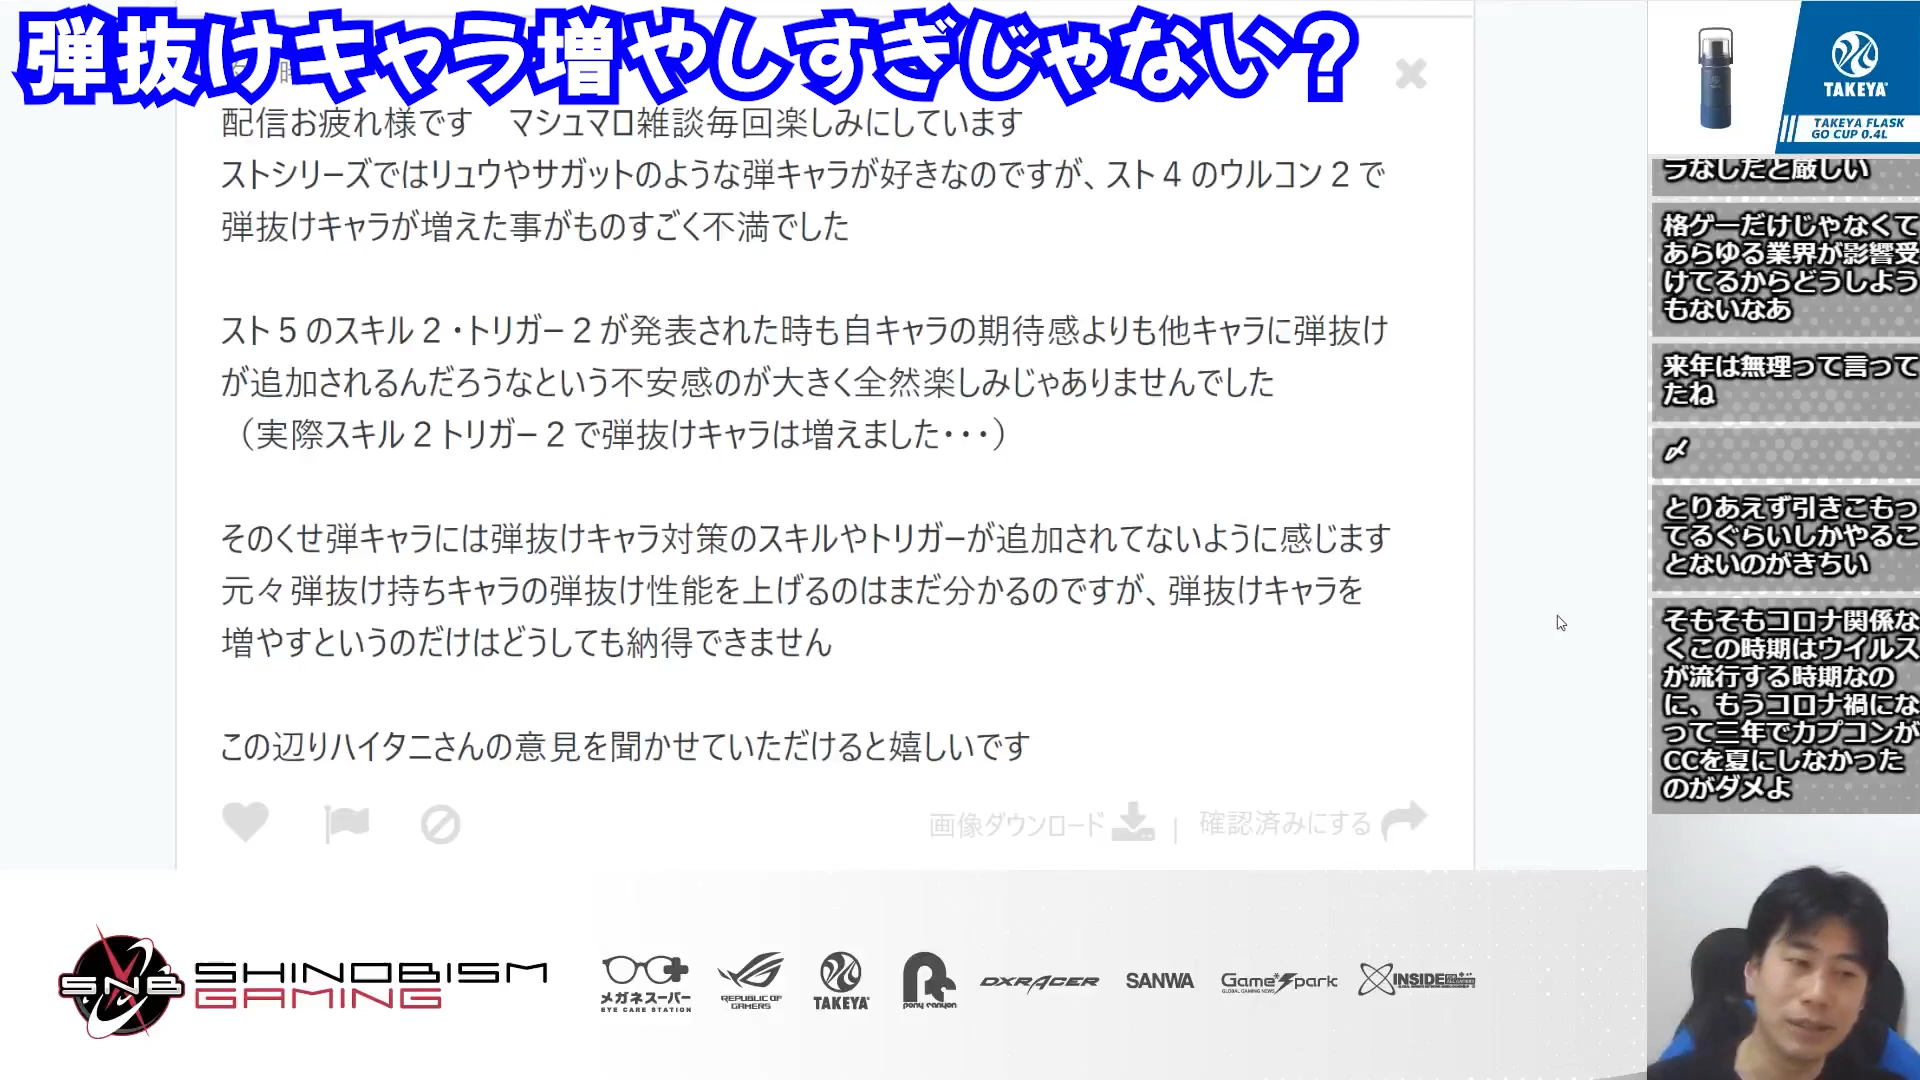 弾抜けキャラ増やしすぎじゃない?
配信お疲れ様です　マシュマロ雑談毎回楽しみにしています
ストシリーズではリュウやサガットのような弾キャラが好きなのですが、スト4のウルコン2で
弾抜けキャラが増えた事がものすごく不満でした
スト5のスキル2・トリガー2が発表された時も自キャラの期待感よりも他キャラに弾抜け
が追加されるんだろうなという不安感のが大きく全然楽しみじゃありませんでした
（実際スキル2トリガー2で弾抜けキャラは増えました・・・）
そのくせ弾キャラには弾抜けキャラ対策のスキルやトリガーが追加されてないように感じます
元々弾抜け持ちキャラの弾抜け性能を上げるのはまだ分かるのですが、弾抜けキャラを
増やすというのだけはどうしても納得できません
この辺りハイタニさんの意見を聞かせていただけると嬉しいです
画像ダウンロード | 確認済みにする
TAKEYA
TAKEYA FLASK
GO CUP 0.4L
ラなしだと厳しい
格ゲーだけじゃなくて
あらゆる業界が影響受
けてるからどうしよう
もないなあ
来年は無理って言って
たね
〆
とりあえず引きこもっ
てるぐらいしかやるこ
とないのがきちい
そもそもコロナ関係な
くこの時期はウイルス
が流行する時期なの
に、もうコロナ禍にな
って三年でカプコンが
CCを夏にしなかった
のがダメよ
SNB
SHINOBISM
GAMING
メガネスーパー
EYE CARE STATION
REPUBLIC OF
GAMERS
TAKEYA
pony canyon
DXRACER
SANWA
Game*Spark
GLOBAL GAMING NEWS
INSIDE